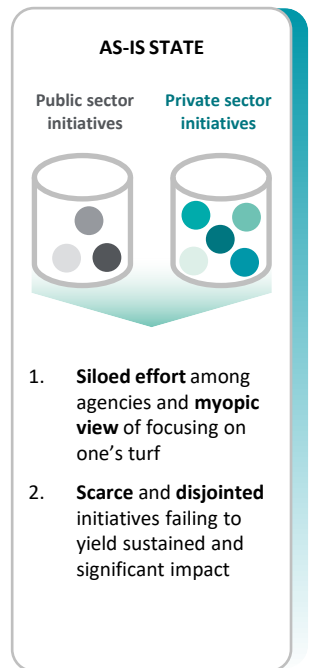 AS-IS STATE
Public sector initiatives
Private sector initiatives
1. Siloed effort among
agencies and myopic
view of focusing on
one's turf
2. Scarce and disjointed
initiatives failing to
yield sustained and
significant impact